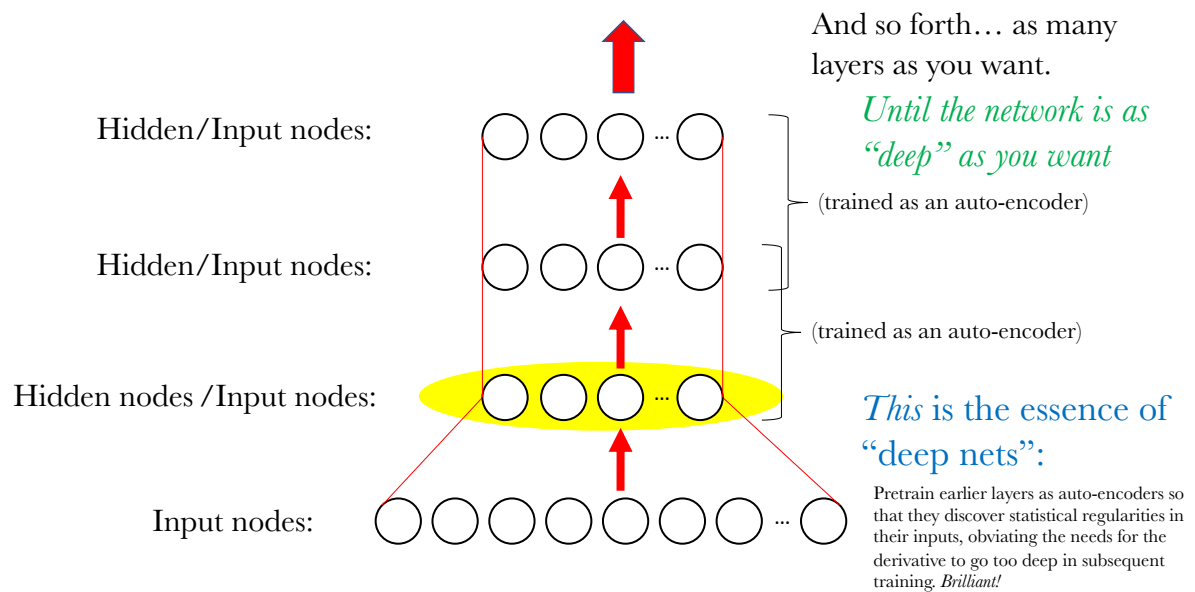 And so forth… as many
layers as you want.
Until the network is as
“deep” as you want
Hidden/Input nodes:
...
(trained as an auto-encoder)
Hidden/Input nodes:
...
(trained as an auto-encoder)
Hidden nodes /Input nodes:
...
This is the essence of
“deep nets”:
Pretrain earlier layers as auto-encoders so
that they discover statistical regularities in
their inputs, obviating the needs for the
derivative to go too deep in subsequent
training. Brilliant!
Input nodes:
...